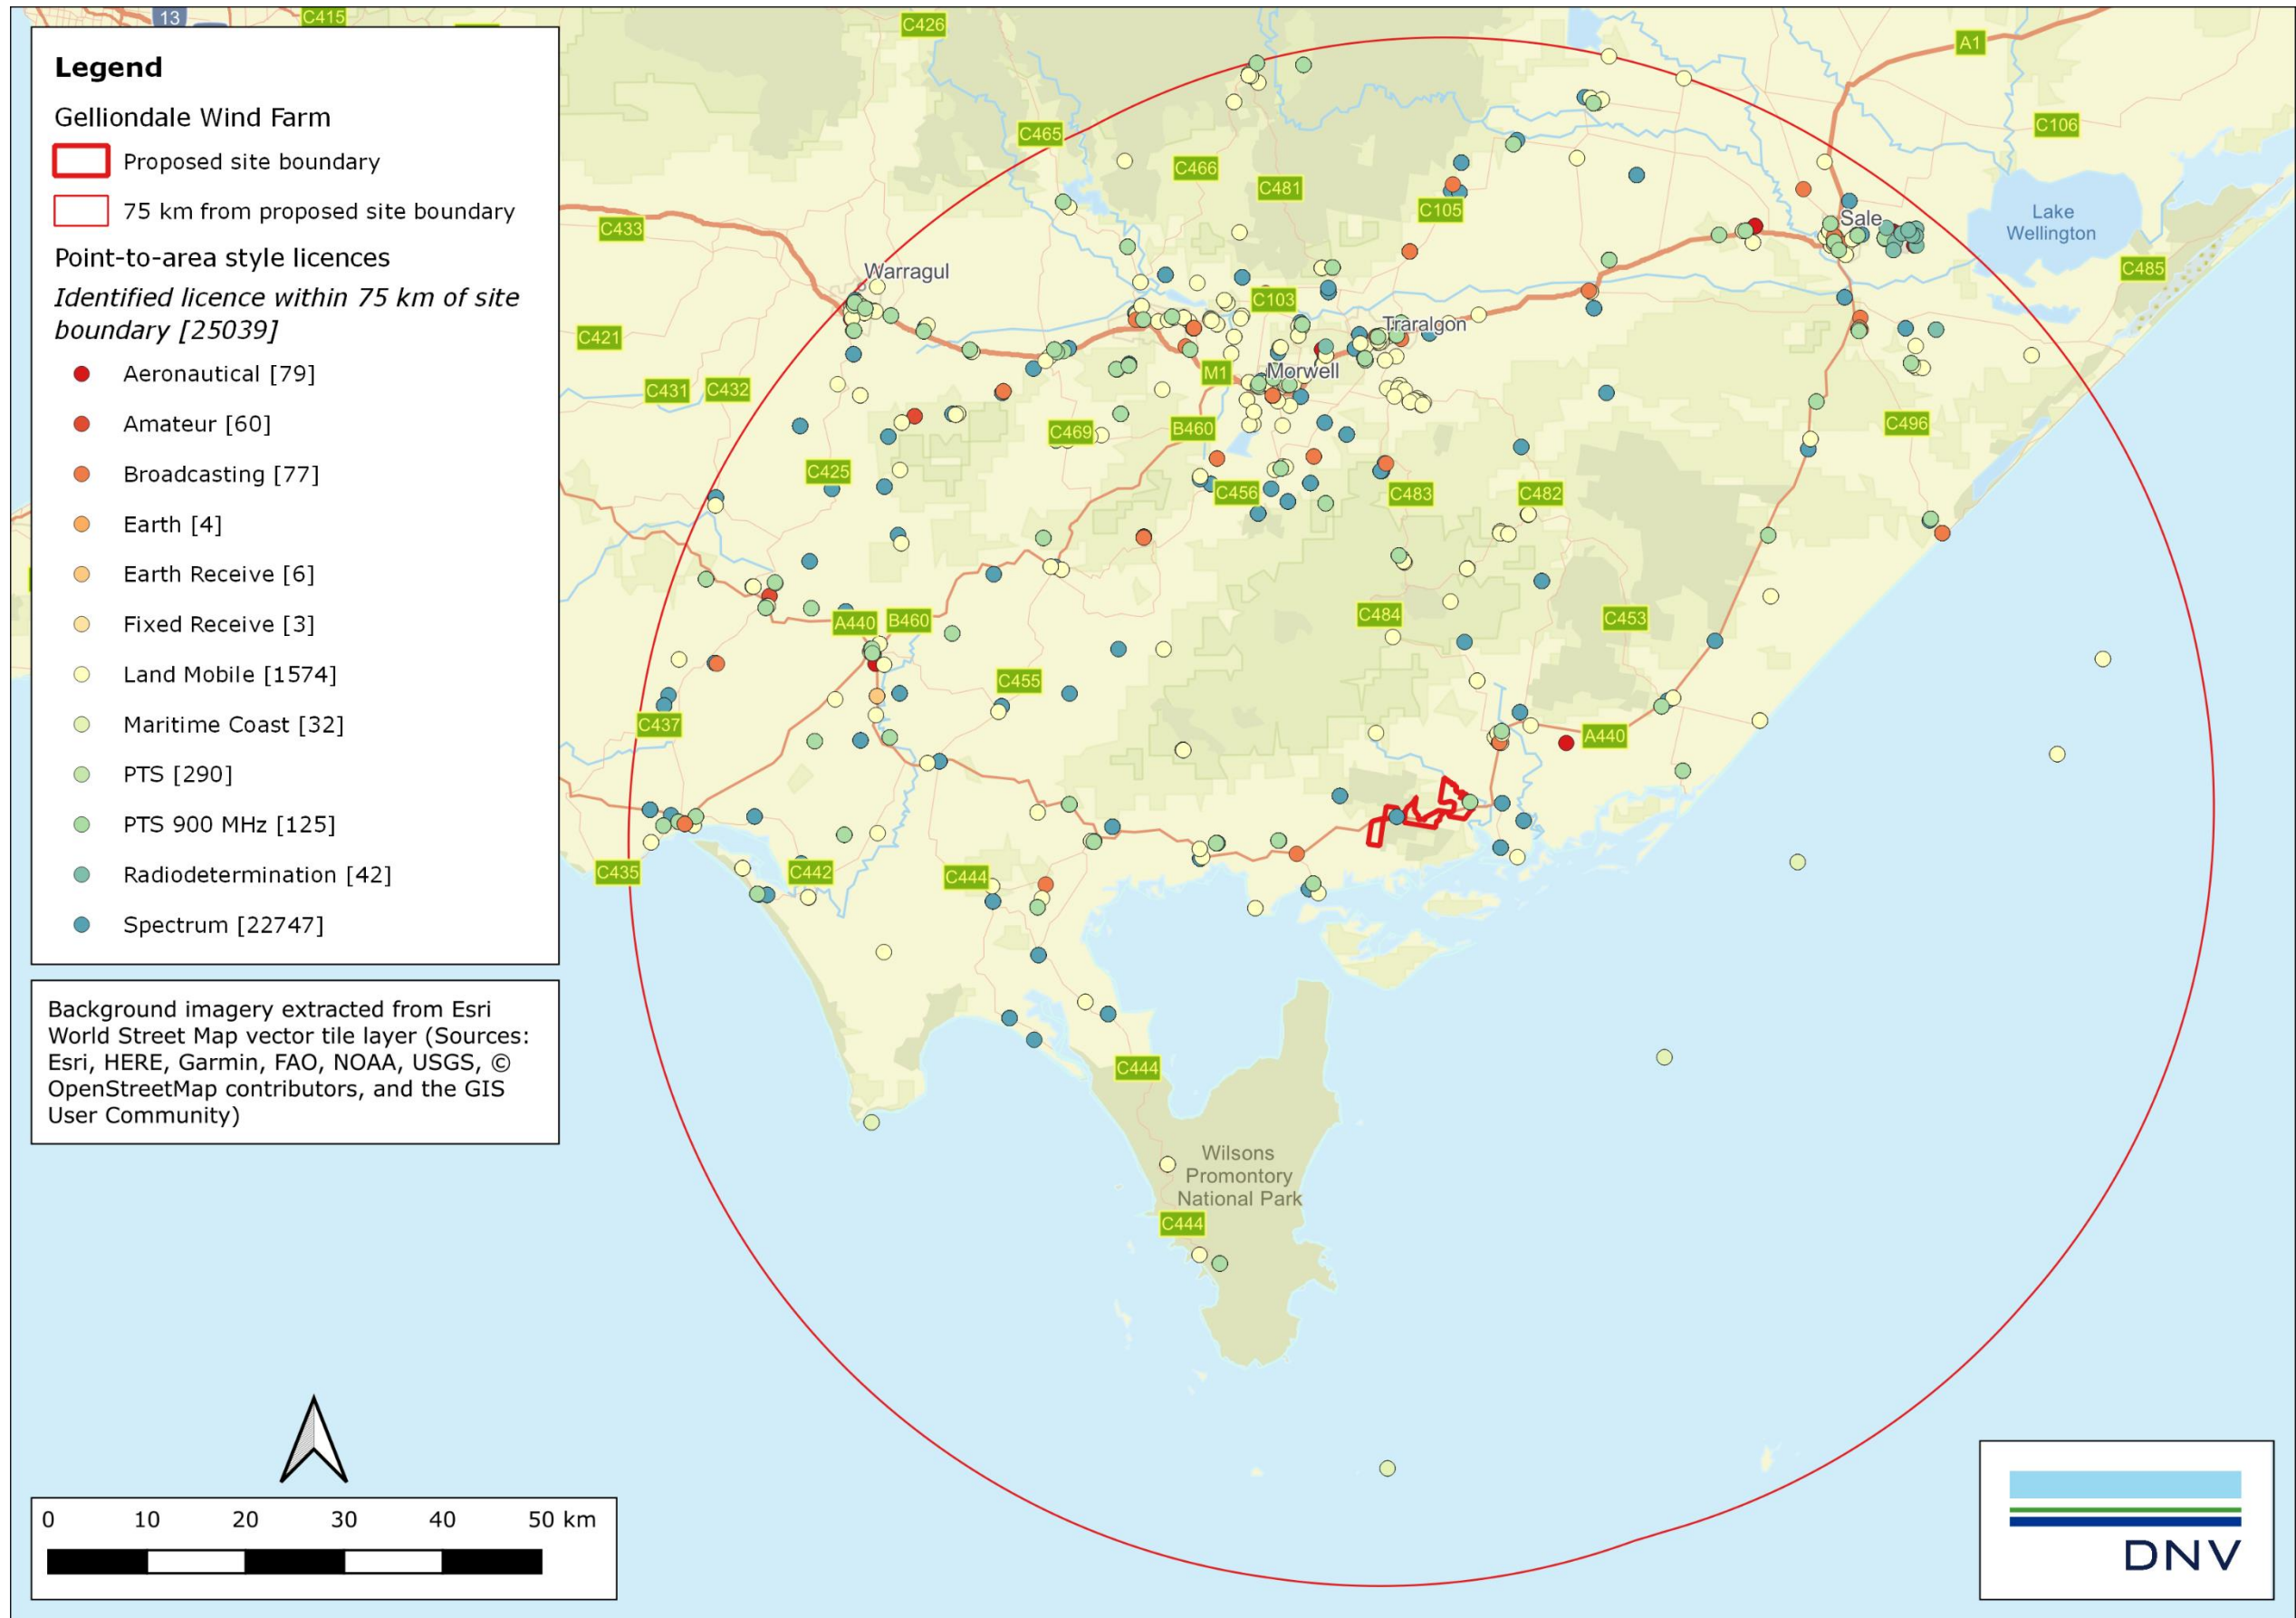 Legend
Gelliondale Wind Farm
Proposed site boundary
75 km from proposed site boundary
Point-to-area style licences
Identified licence within 75 km of site
boundary [25039]
Aeronautical [79]
Amateur [60]
Broadcasting [77]
Earth [4]
Earth Receive [6]
Fixed Receive [3]
Land Mobile [1574]
Maritime Coast [32]
PTS [290]
PTS 900 MHz [125]
Radiodetermination [42]
Spectrum [22747]
Background imagery extracted from Esri
World Street Map vector tile layer (Sources:
Esri, HERE, Garmin, FAO, NOAA, USGS, ©
OpenStreetMap contributors, and the GIS
User Community)
0 10 20 30 40 50 km
13
C415
C426
A1
C465
C106
C466
C481
C105
C433
Sale
Lake
Wellington
Warragul
C485
C103
C421
Traralgon
M1
Morwell
C431
C432
C469
B460
C496
C425
C456
C483
C482
A440
B460
C484
C453
C455
C437
A440
C435
C442
C444
C444
Wilsons
Promontory
National Park
C444
DNV